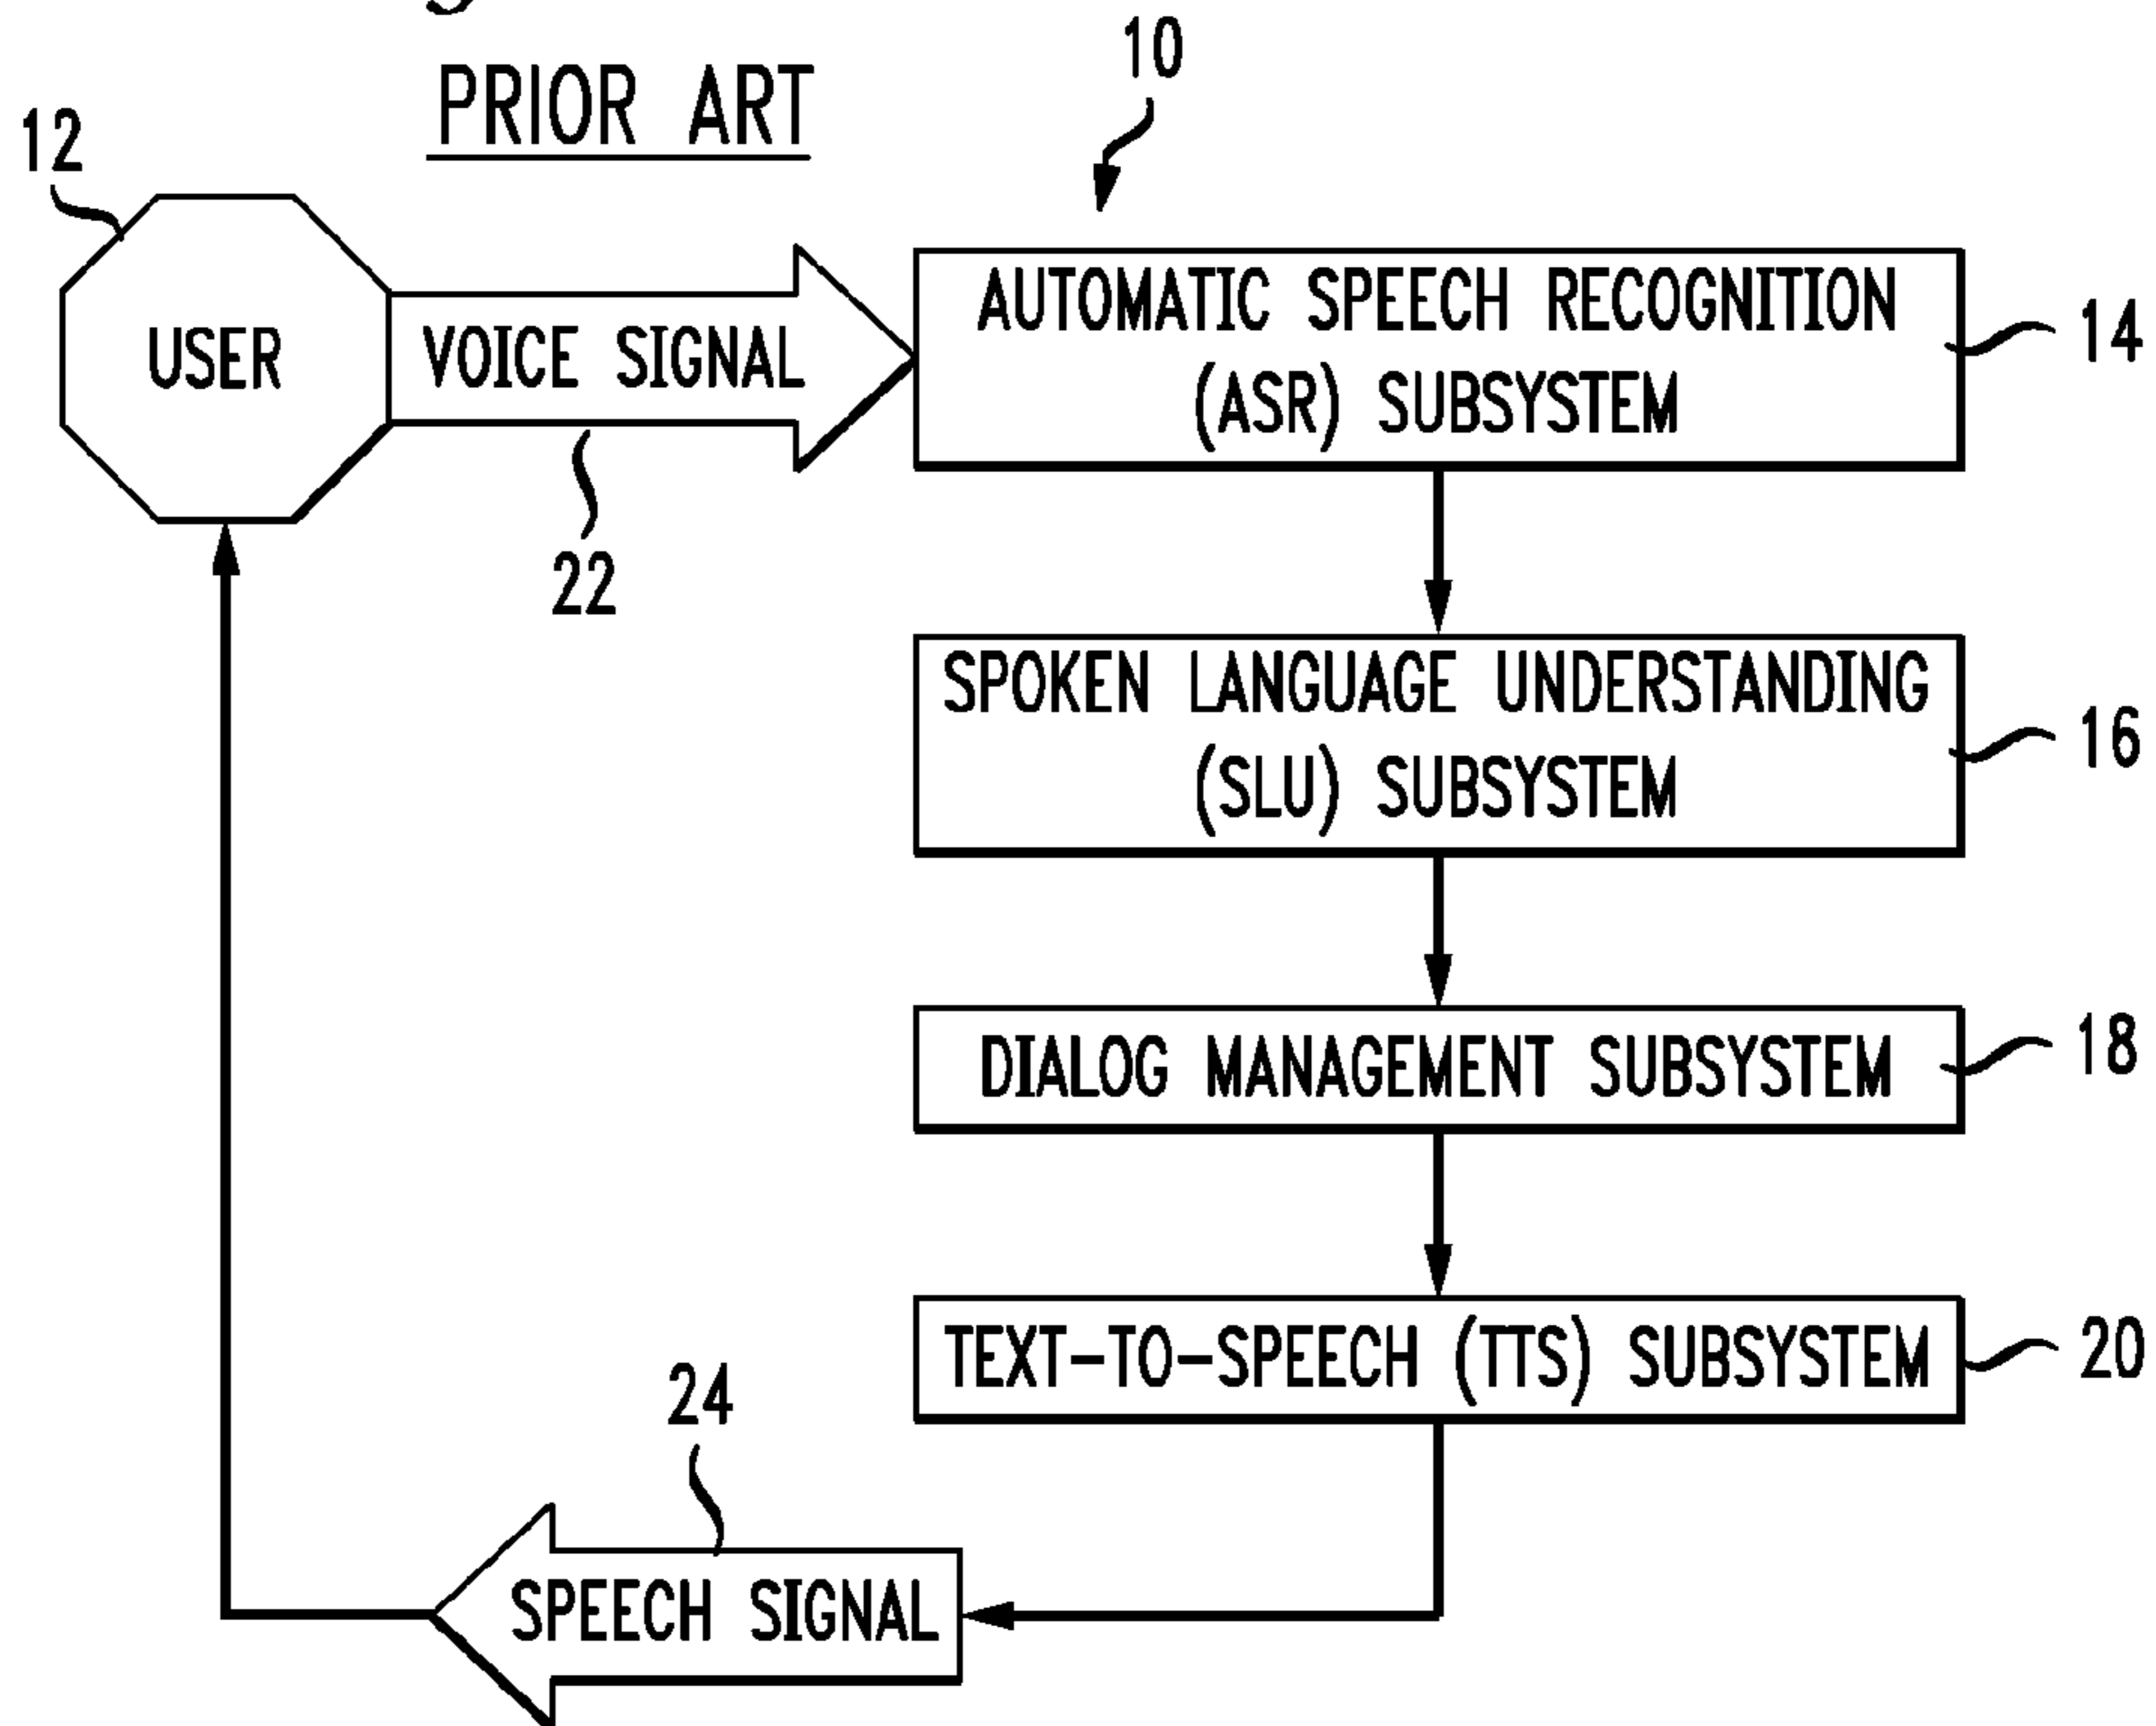 PRIOR ART
10
12
USER
VOICE SIGNAL
22
AUTOMATIC SPEECH RECOGNITION
(ASR) SUBSYSTEM
14
SPOKEN LANGUAGE UNDERSTANDING
(SLU) SUBSYSTEM
16
DIALOG MANAGEMENT SUBSYSTEM
18
TEXT-TO-SPEECH (TTS) SUBSYSTEM
20
24
SPEECH SIGNAL